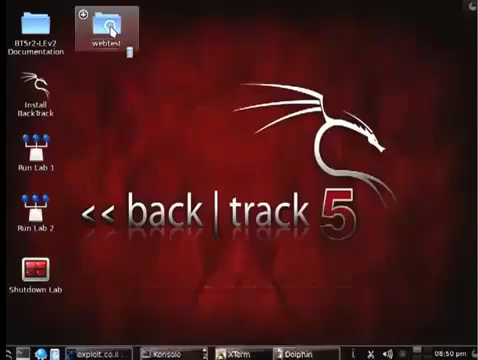 BT5r2-LEv2
Documentation
webtest
Install
BackTrack
Run Lab 1
Run Lab 2
Shutdown Lab
<< back | track 5
exploit.co.il
Konsole
XTerm
Dolphin
08:50 pm